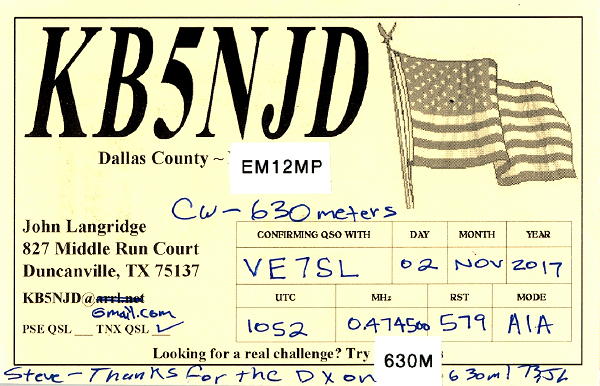 KB5NJD
Dallas County ~
EM12MP
CW - 630 meters
John Langridge
827 Middle Run Court
Duncanville, TX 75137
KB5NJD@arrl.net
Gmail.com
PSE QSL ___ TNX QSL ✓
CONFIRMING QSO WITH DAY MONTH YEAR
VE7SL 02 NOV 2017
UTC MHz RST MODE
1052 0.474500 579 A1A
Looking for a real challenge? Try 630M
Steve - Thanks for the DX on 630m! 73,